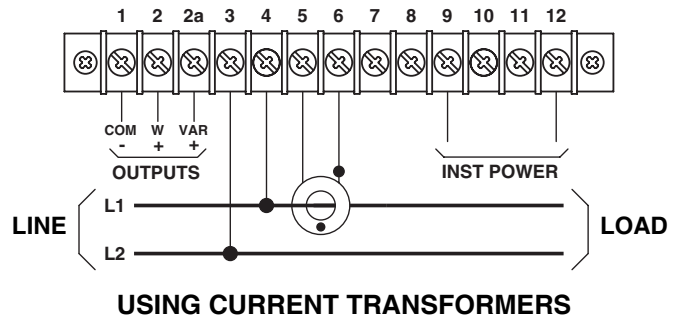 1 2 2a 3 4 5 6 7 8 9 10 11 12
COM W VAR
- + +
OUTPUTS
INST POWER
LINE
L1
L2
LOAD
USING CURRENT TRANSFORMERS